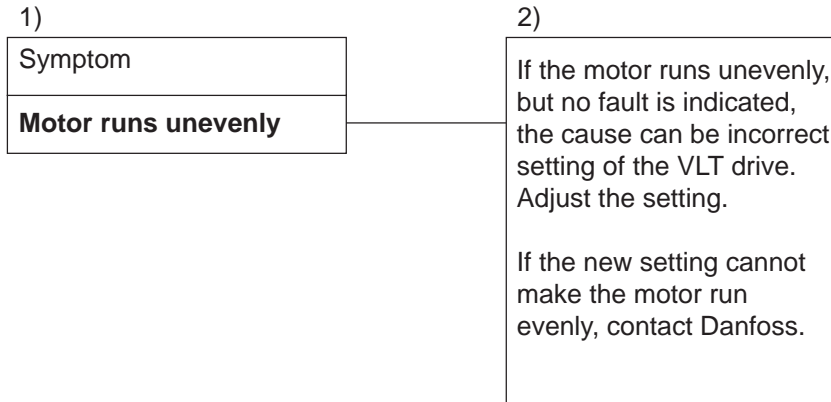 1)
Symptom
Motor runs unevenly
2)
If the motor runs unevenly,
but no fault is indicated,
the cause can be incorrect
setting of the VLT drive.
Adjust the setting.
If the new setting cannot
make the motor run
evenly, contact Danfoss.